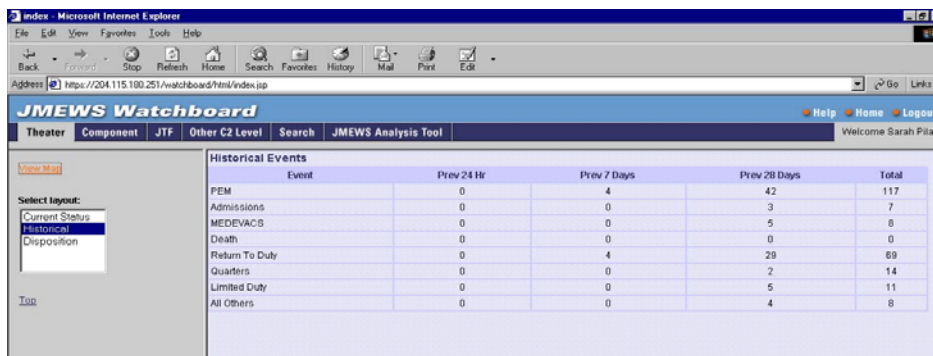 index - Microsoft Internet Explorer
File Edit View Favorites Tools Help
Back Forward Stop Refresh Home Search Favorites History Mail Print Edit
Address https://204.115.180.251/watchboard/html/index.jsp Go Links
JMEWS Watchboard Help Home Logou
Theater Component JTF Other C2 Level Search JMEWS Analysis Tool Welcome Sarah Pila
View Map
Select layout:
Current Status
Historical
Disposition
Top
Historical Events
Event Prev 24 Hr Prev 7 Days Prev 28 Days Total
PEM 0 4 42 117
Admissions 0 0 3 7
MEDEVACS 0 0 5 8
Death 0 0 0 0
Return To Duty 0 4 29 69
Quarters 0 0 2 14
Limited Duty 0 0 5 11
All Others 0 0 4 8